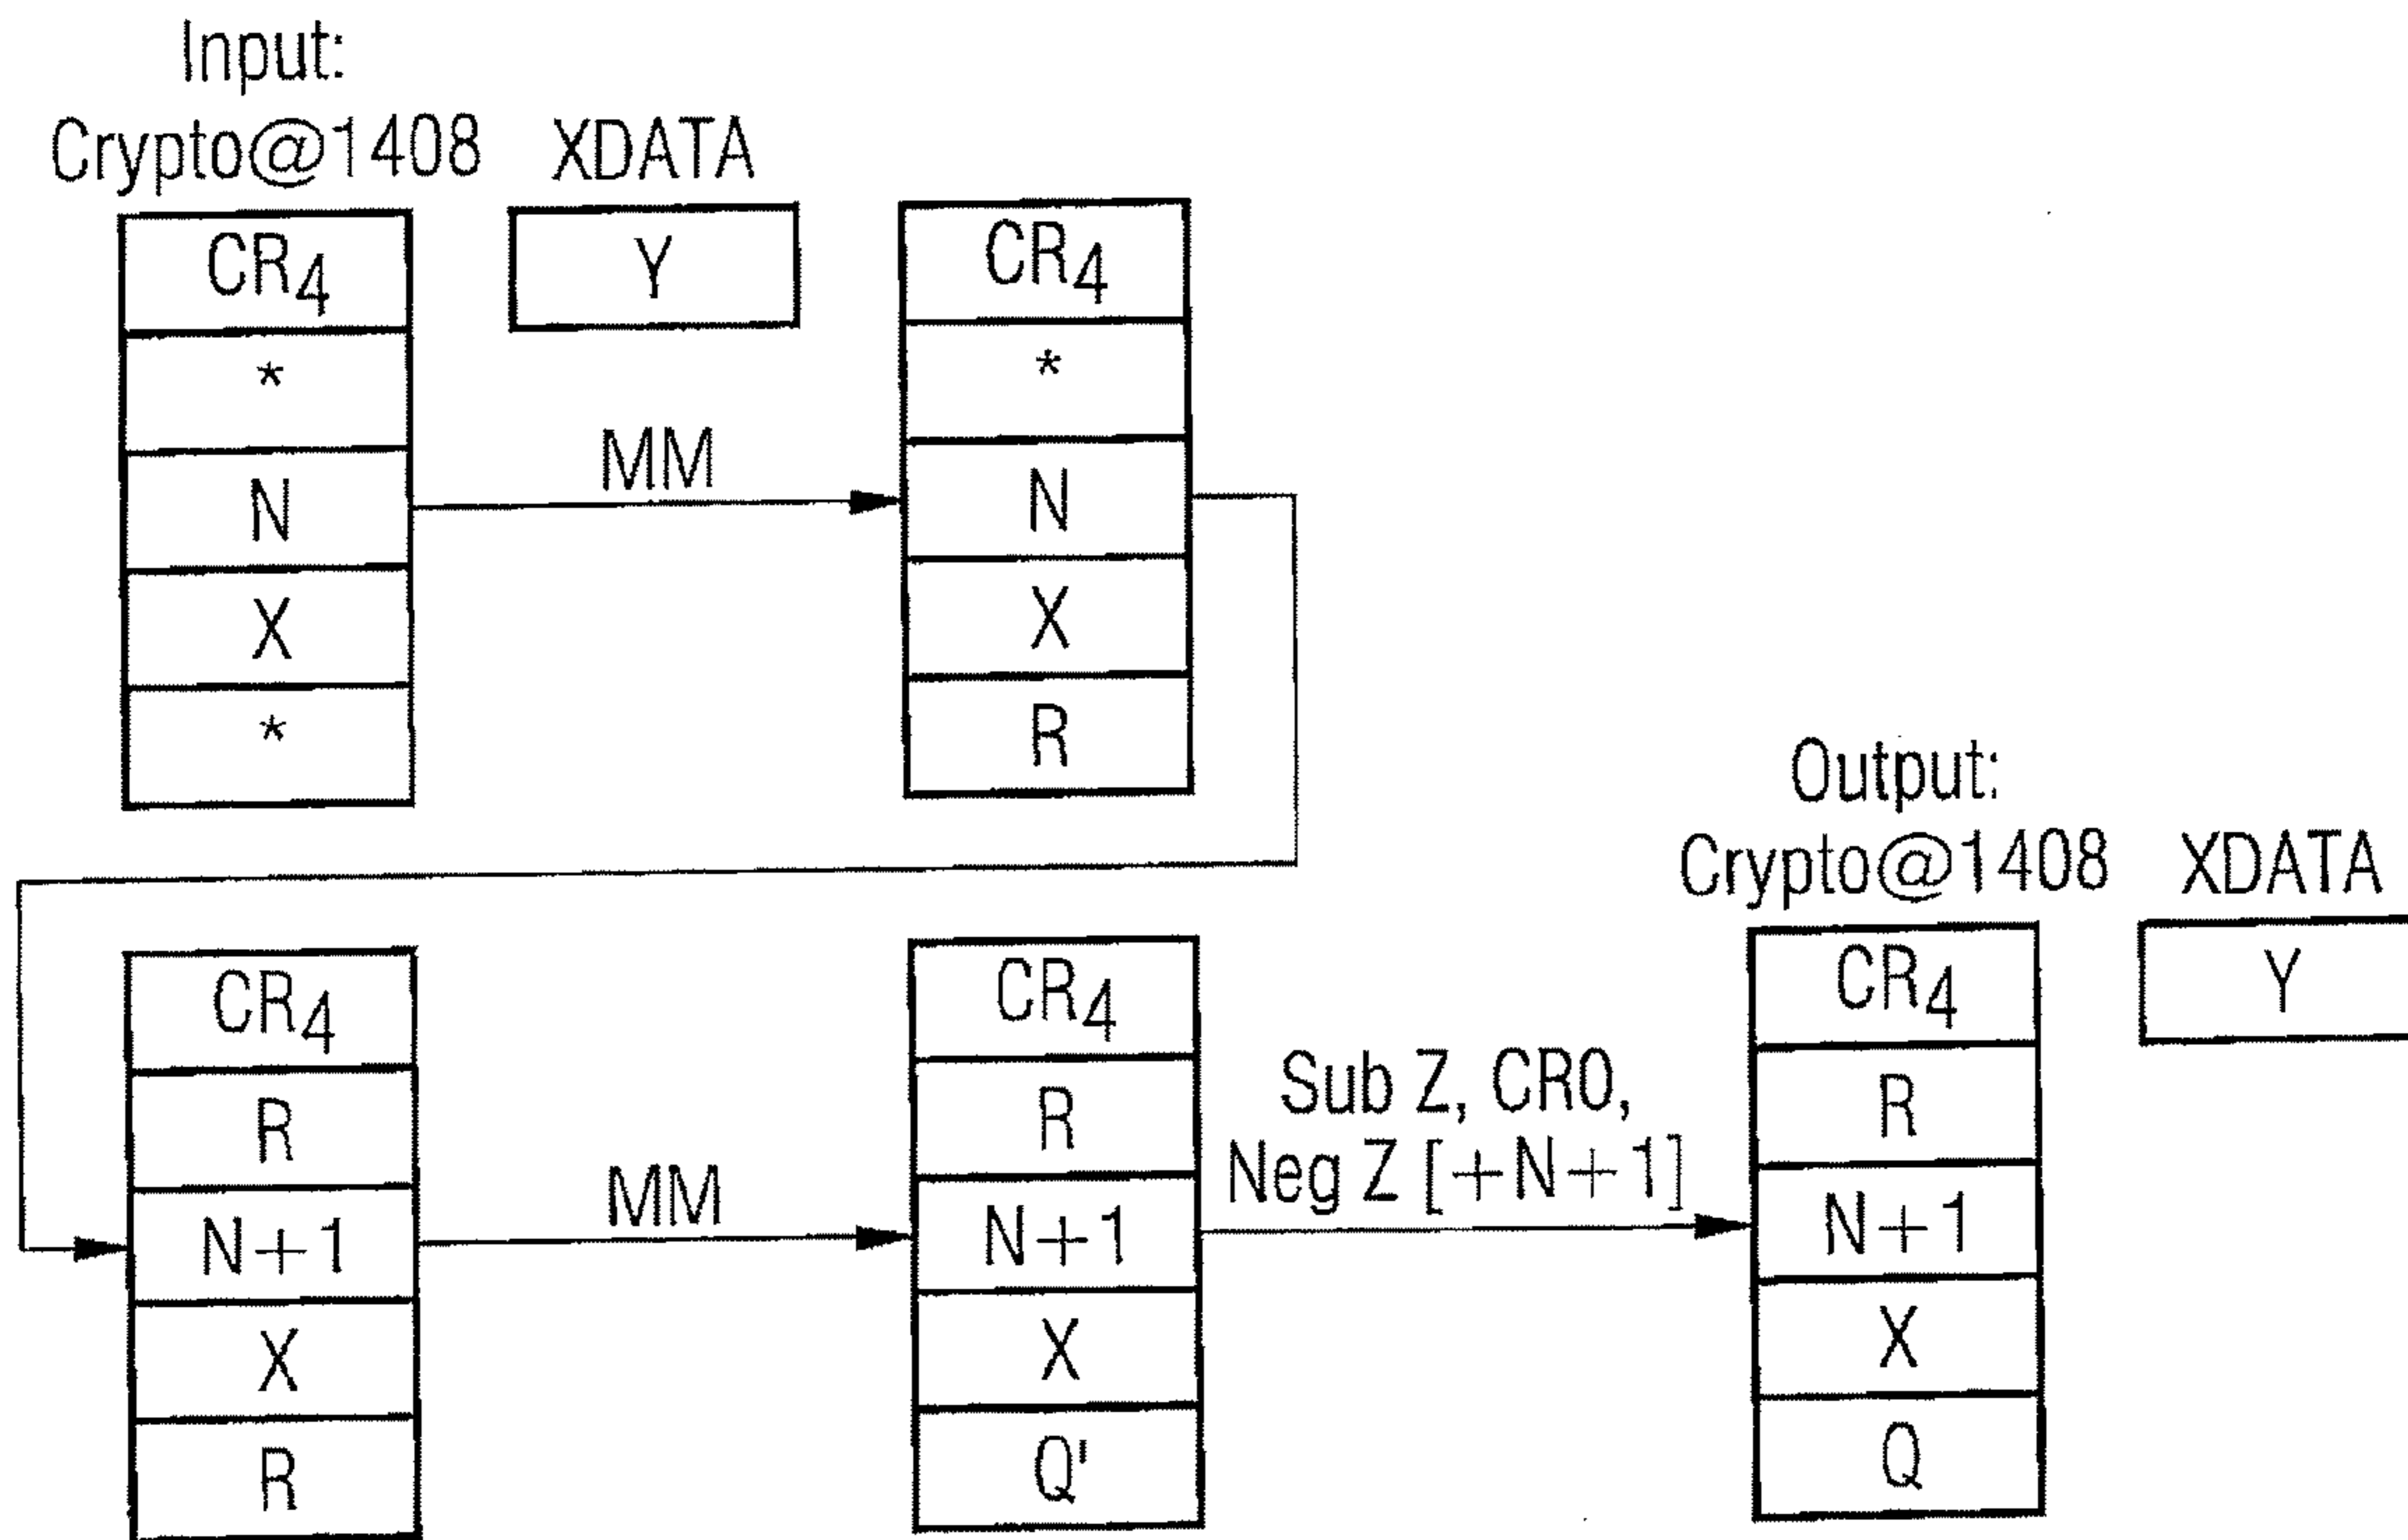 Input:
Crypto@1408 XDATA
CR4
*
N
X
*
Y
MM
CR4
*
N
X
R
CR4
R
N+1
X
R
MM
CR4
R
N+1
X
Q'
Sub Z, CR0,
Neg Z [+N+1]
Output:
Crypto@1408 XDATA
CR4
R
N+1
X
Q
Y